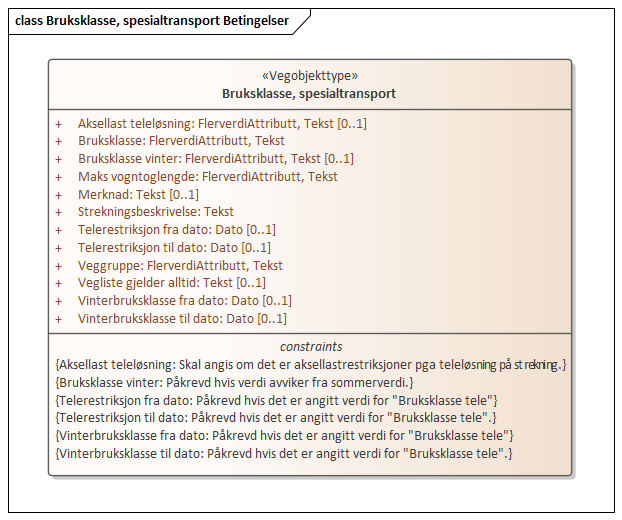 class Bruksklasse, spesialtransport Betingelser
«Vegobjekttype»
Bruksklasse, spesialtransport
+ Aksellast teleløsning: FlerverdiAttributt, Tekst [0..1]
+ Bruksklasse: FlerverdiAttributt, Tekst
+ Bruksklasse vinter: FlerverdiAttributt, Tekst [0..1]
+ Maks vogntoglengde: FlerverdiAttributt, Tekst
+ Merknad: Tekst [0..1]
+ Strekningsbeskrivelse: Tekst
+ Telerestriksjon fra dato: Dato [0..1]
+ Telerestriksjon til dato: Dato [0..1]
+ Veggruppe: FlerverdiAttributt, Tekst
+ Vegliste gjelder alltid: Tekst [0..1]
+ Vinterbruksklasse fra dato: Dato [0..1]
+ Vinterbruksklasse til dato: Dato [0..1]
constraints
{Aksellast teleløsning: Skal angis om det er aksellastrestriksjoner pga teleløsning på strekning.}
{Bruksklasse vinter: Påkrevd hvis verdi avviker fra sommerverdi.}
{Telerestriksjon fra dato: Påkrevd hvis det er angitt verdi for "Bruksklasse tele"}
{Telerestriksjon til dato: Påkrevd hvis det er angitt verdi for "Bruksklasse tele".}
{Vinterbruksklasse fra dato: Påkrevd hvis det er angitt verdi for "Bruksklasse tele"}
{Vinterbruksklasse til dato: Påkrevd hvis det er angitt verdi for "Bruksklasse tele".}